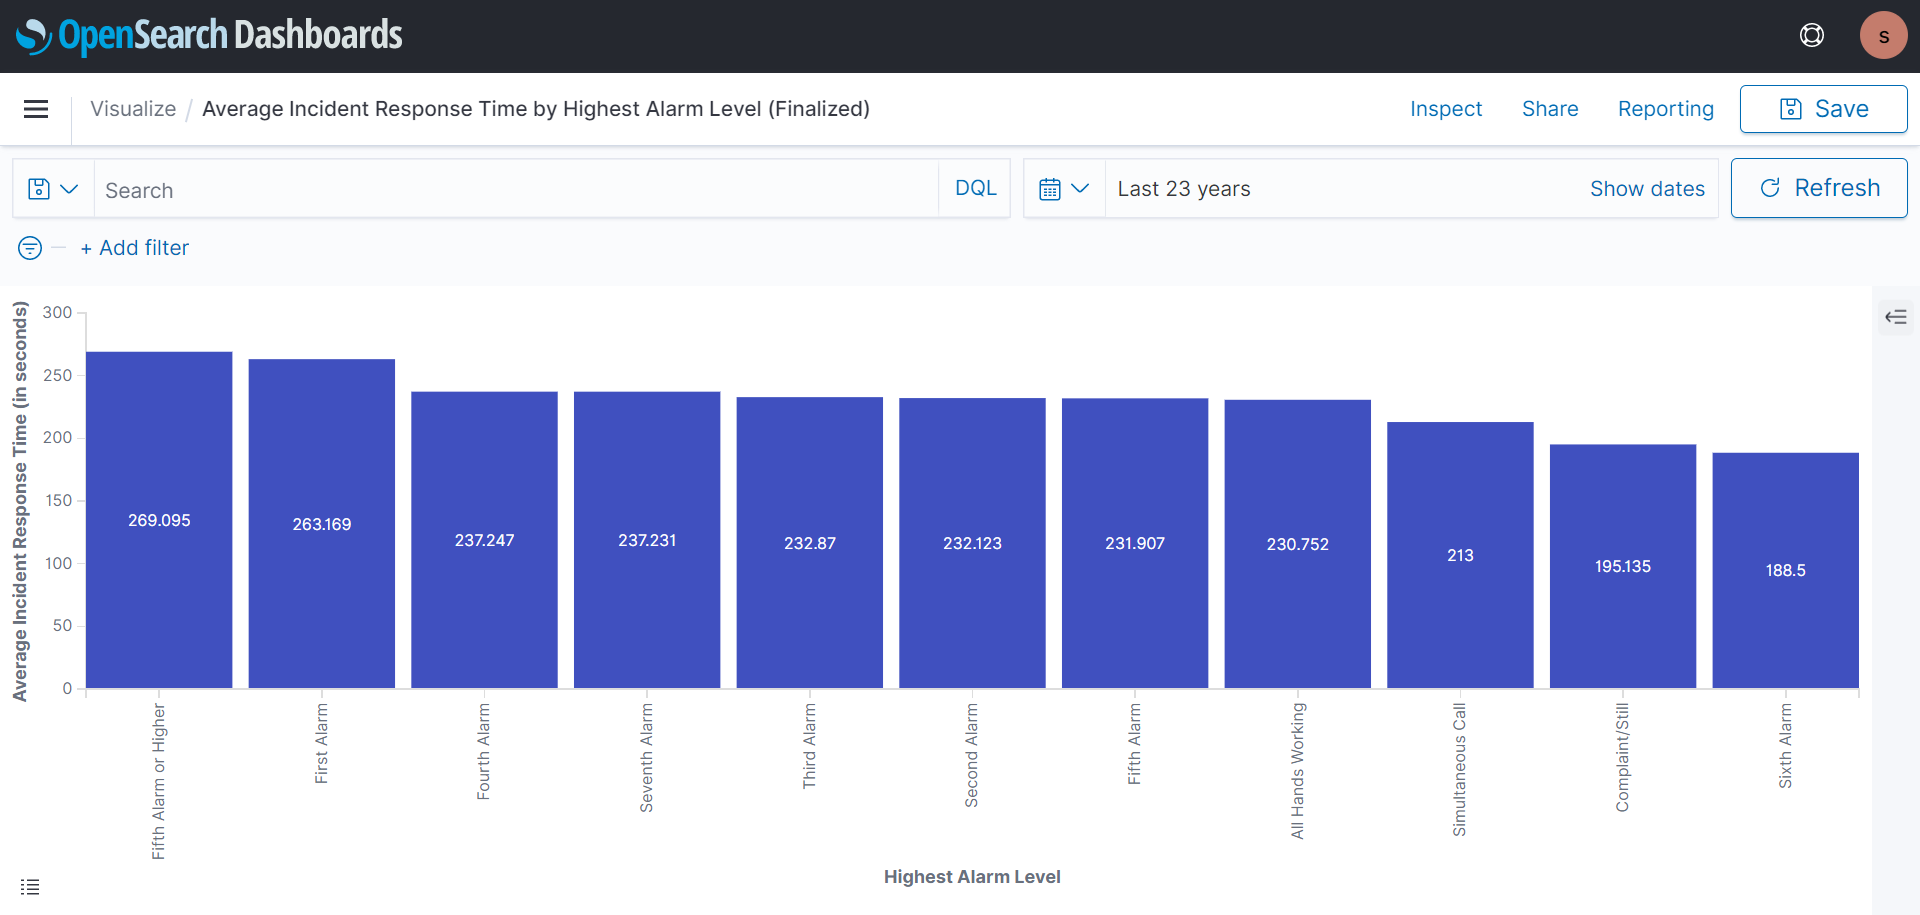 OpenSearch Dashboards
s
Visualize / Average Incident Response Time by Highest Alarm Level (Finalized)
Inspect
Share
Reporting
Save
Search
DQL
Last 23 years
Show dates
Refresh
+ Add filter
Average Incident Response Time (in seconds)
300
250
200
150
100
50
0
269.095
263.169
237.247
237.231
232.87
232.123
231.907
230.752
213
195.135
188.5
Fifth Alarm or Higher
First Alarm
Fourth Alarm
Seventh Alarm
Third Alarm
Second Alarm
Fifth Alarm
All Hands Working
Simultaneous Call
Complaint/Still
Sixth Alarm
Highest Alarm Level